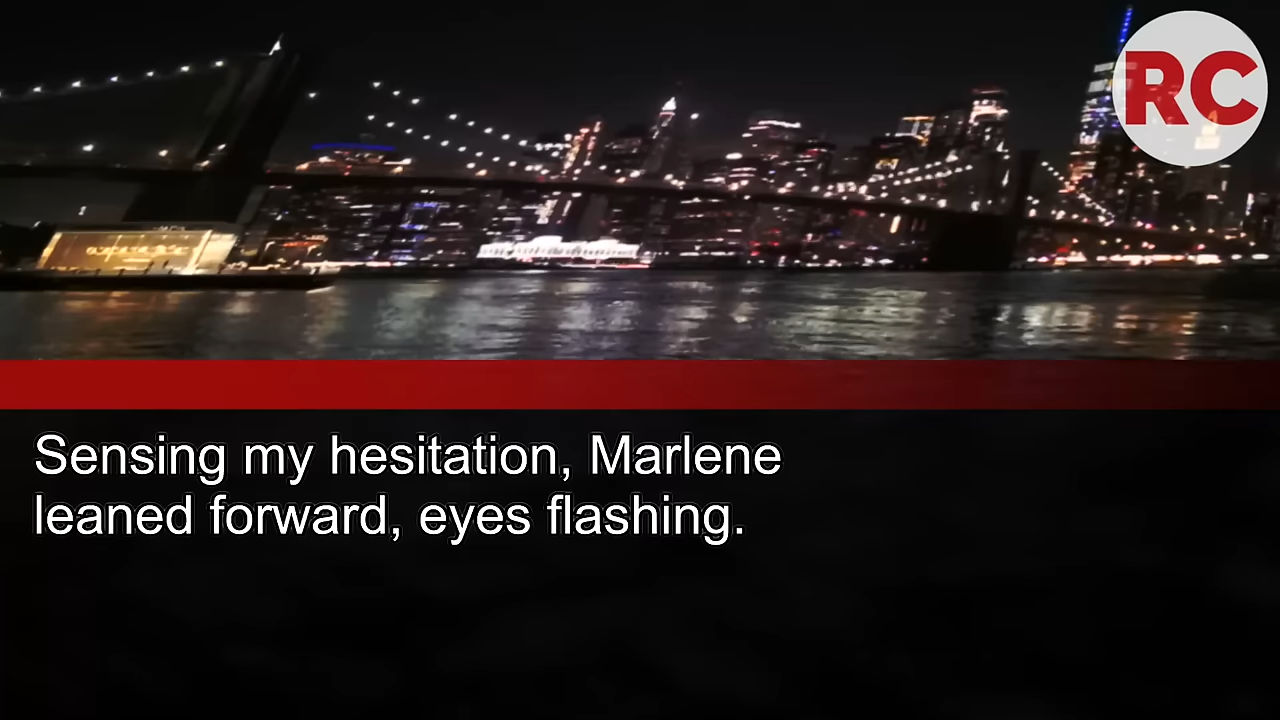 RC
Sensing my hesitation, Marlene
leaned forward, eyes flashing.